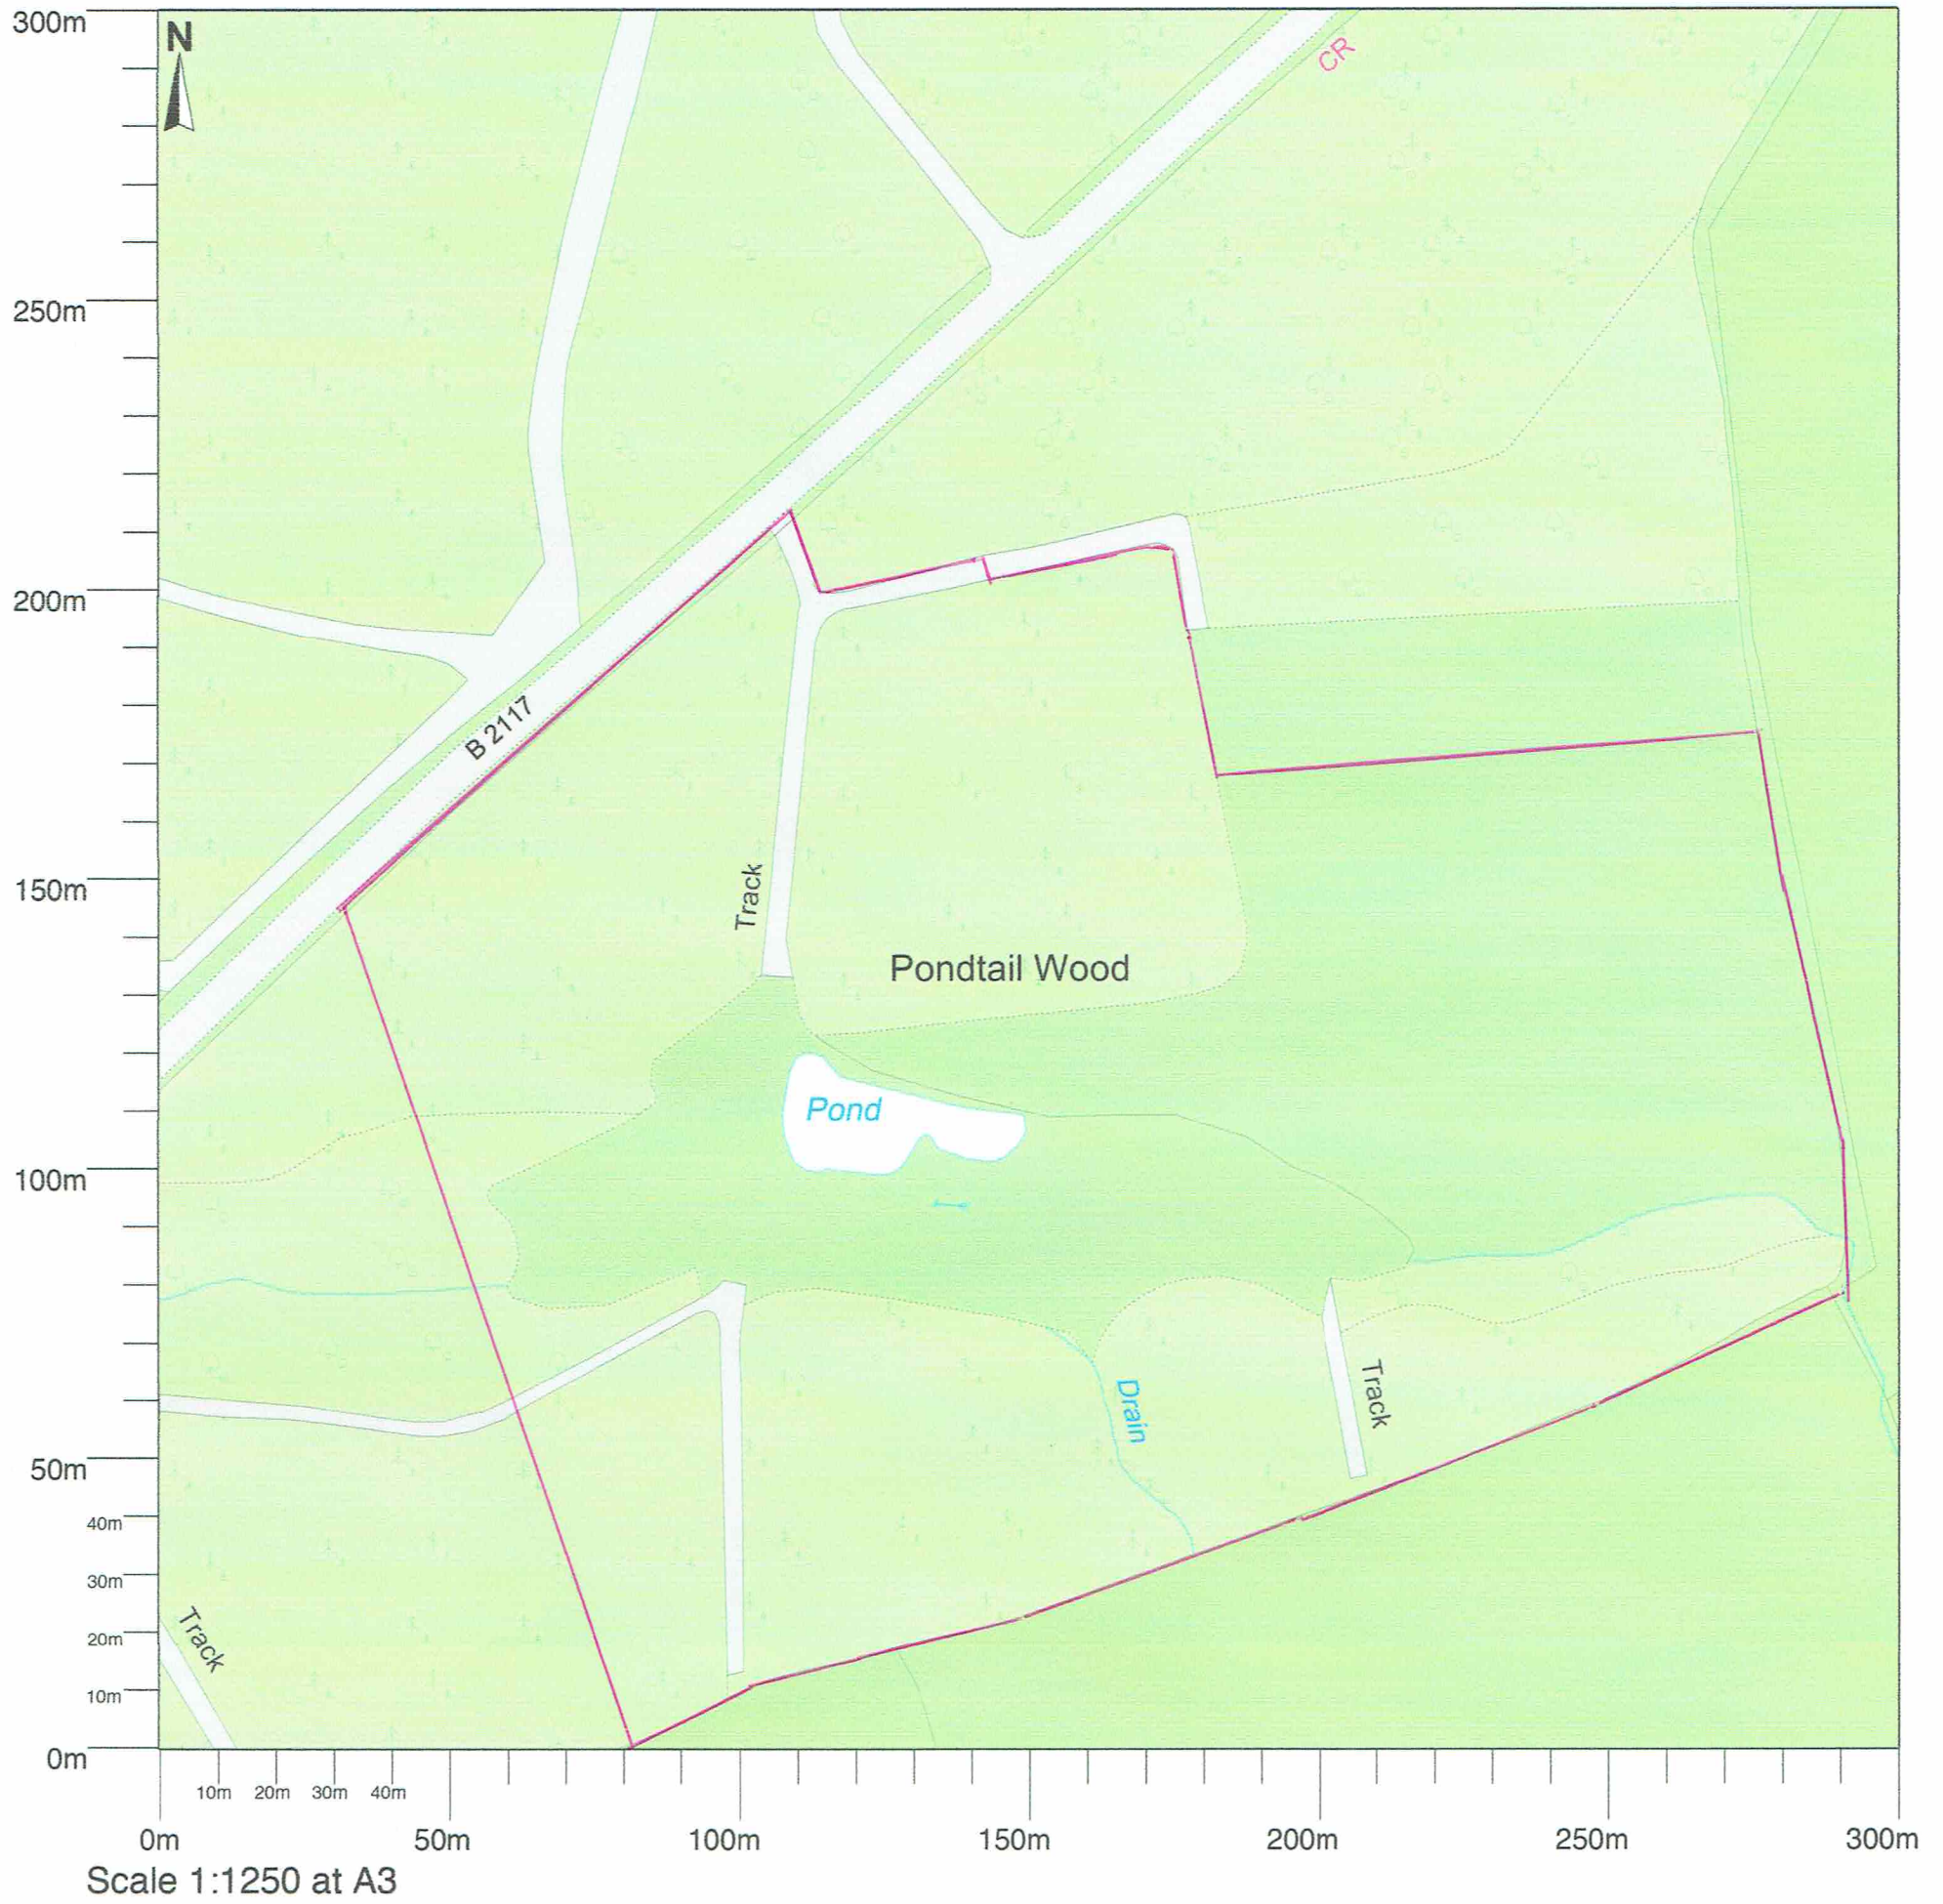 300m
N
CR
250m
200m
B 2117
150m
Track
Pondtail Wood
Pond
100m
Track
Drain
50m
40m
30m
20m
Track
10m
0m
10m 20m 30m 40m
0m 50m 100m 150m 200m 250m 300m
Scale 1:1250 at A3